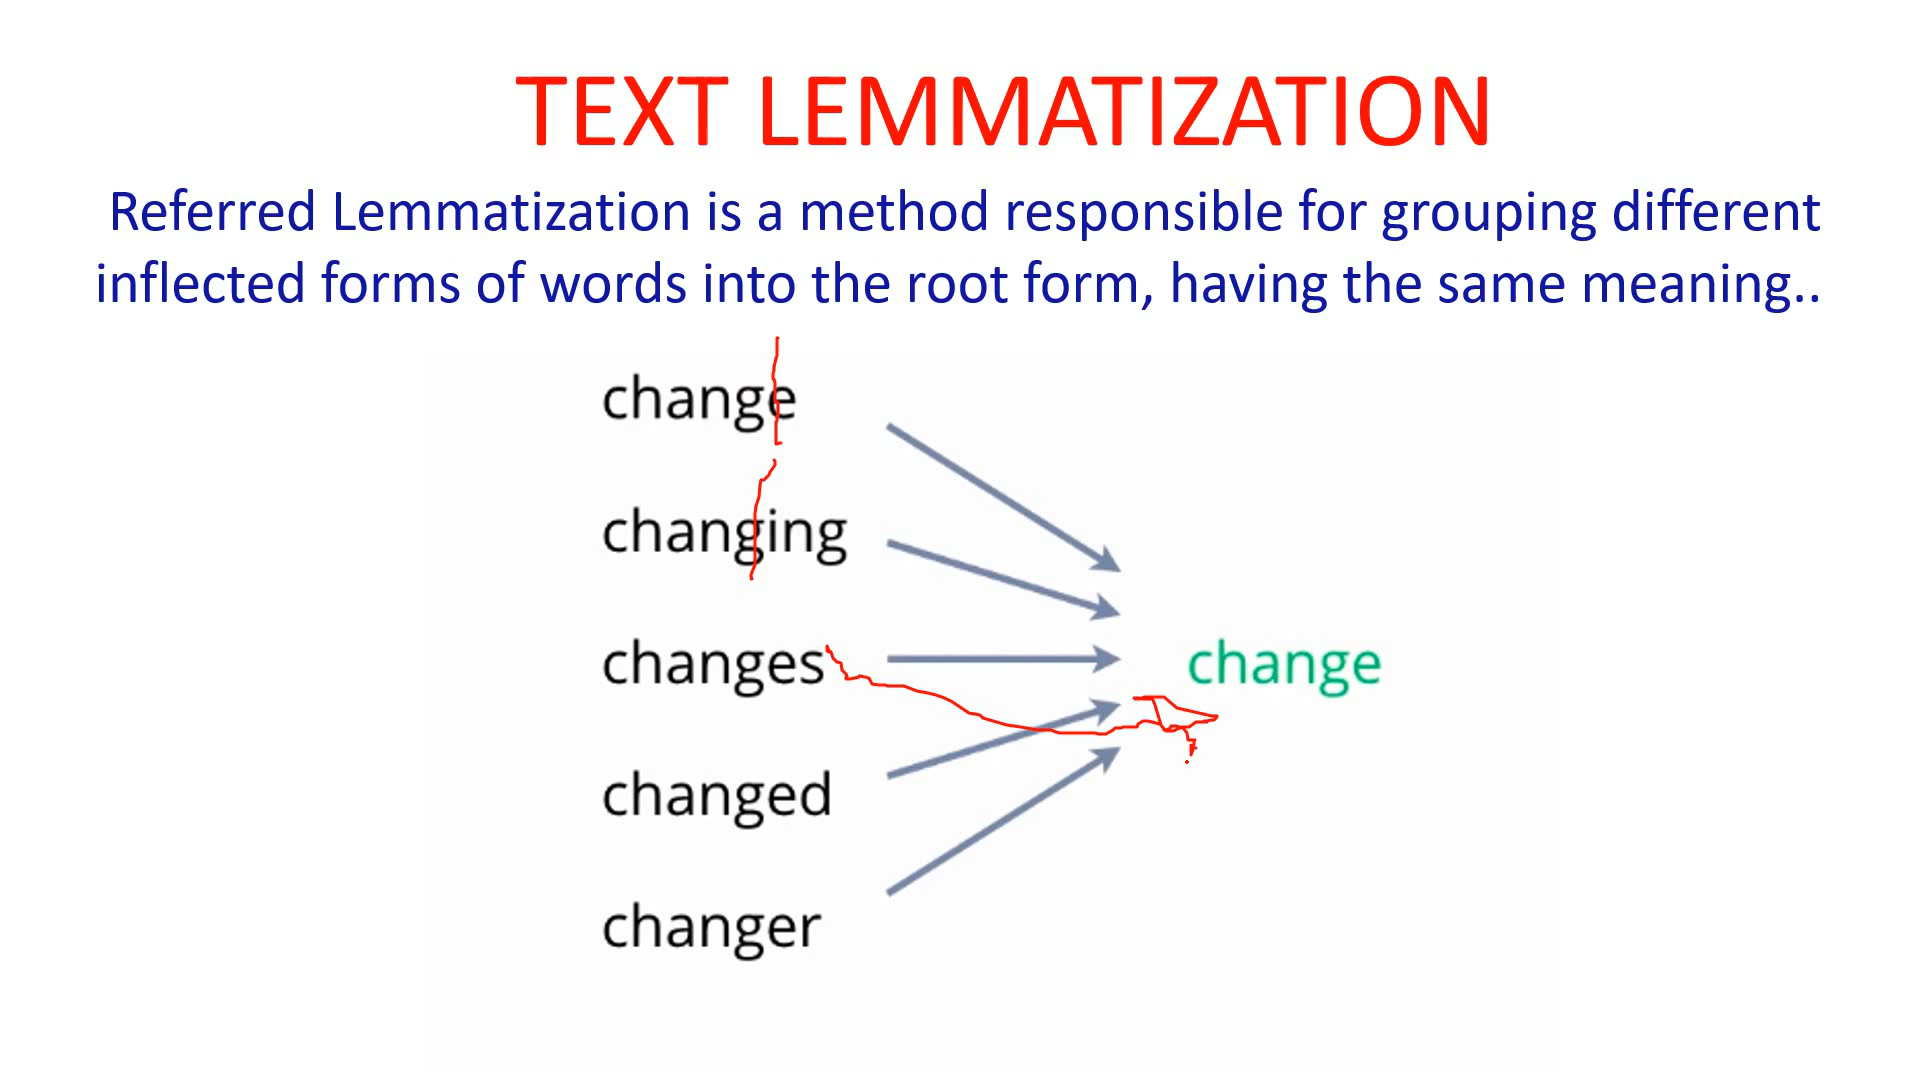 TEXT LEMMATIZATION
Referred Lemmatization is a method responsible for grouping different
inflected forms of words into the root form, having the same meaning..
change
changing
changes
change
changed
changer